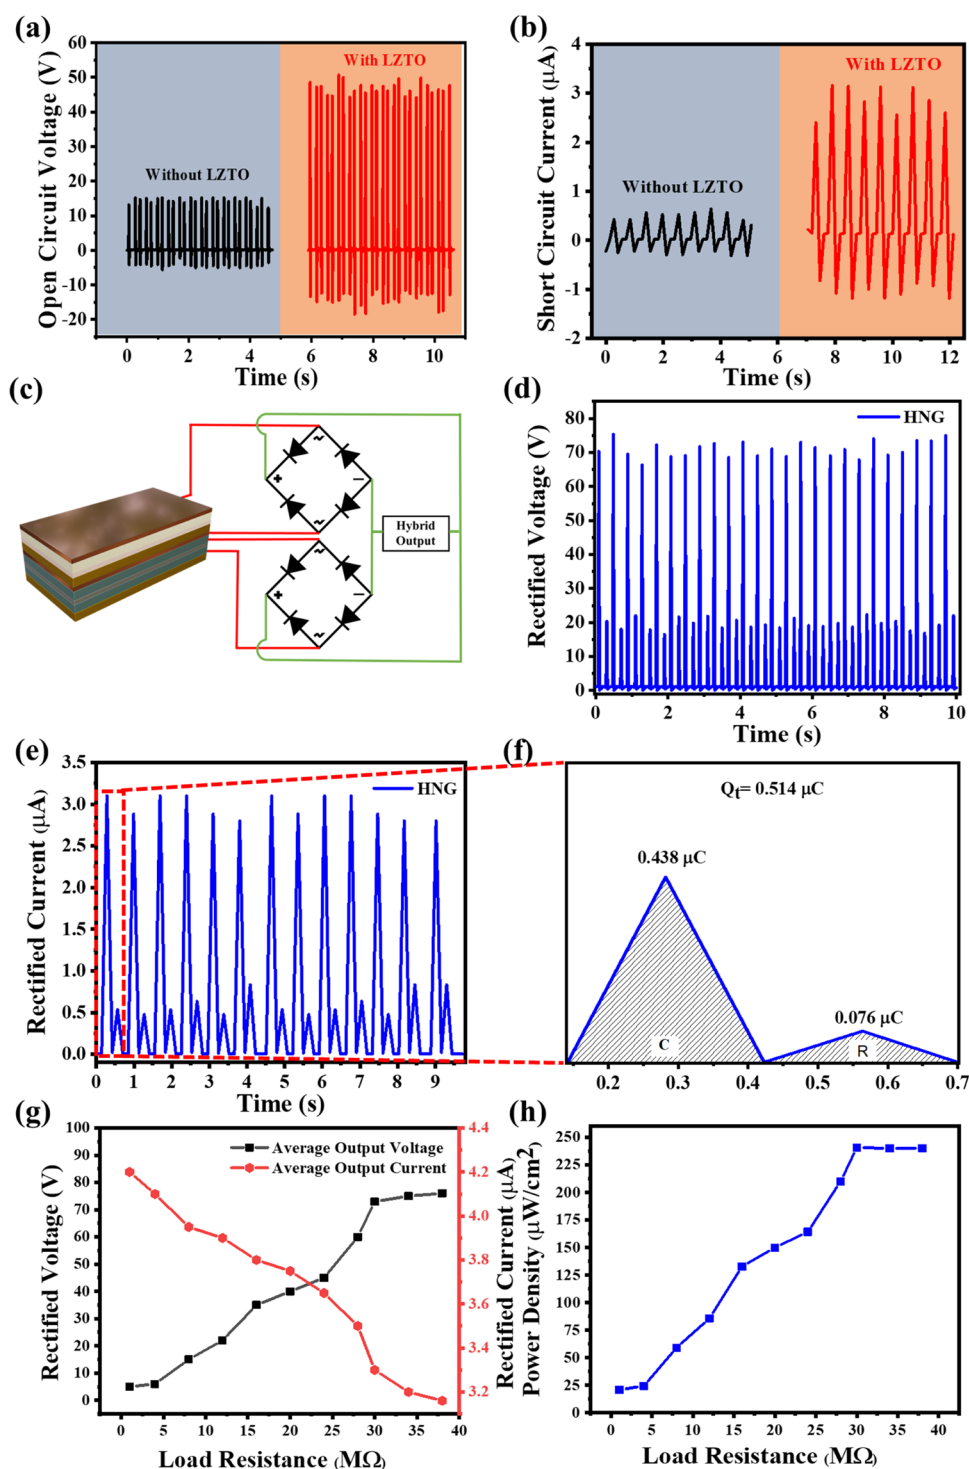 (a)
60
50
40
30
20
10
0
-10
-20
Open Circuit Voltage (V)
With LZTO
Without LZTO
0 2 4 6 8 10
Time (s)
(b)
4
3
2
1
0
-1
-2
Short Circuit Current (μA)
With LZTO
Without LZTO
0 2 4 6 8 10 12
Time (s)
(c)
~
+ −
~
Hybrid
Output
~
+ −
~
(d)
80
70
60
50
40
30
20
10
0
Rectified Voltage (V)
HNG
0 2 4 6 8 10
Time (s)
(e)
3.5
3.0
2.5
2.0
1.5
1.0
0.5
0.0
Rectified Current (μA)
HNG
0 1 2 3 4 5 6 7 8 9
Time (s)
(f)
Qt= 0.514 μC
0.438 μC
0.076 μC
C
R
0.2 0.3 0.4 0.5 0.6 0.7
(g)
100
90
80
70
60
50
40
30
20
10
0
Rectified Voltage (V)
Average Output Voltage
Average Output Current
4.4
4.2
4.0
3.8
3.6
3.4
3.2
Rectified Current (μA)
0 5 10 15 20 25 30 35 40
Load Resistance (MΩ)
(h)
250
225
200
175
150
125
100
75
50
25
0
Power Density (μW/cm2)
0 5 10 15 20 25 30 35 40
Load Resistance (MΩ)